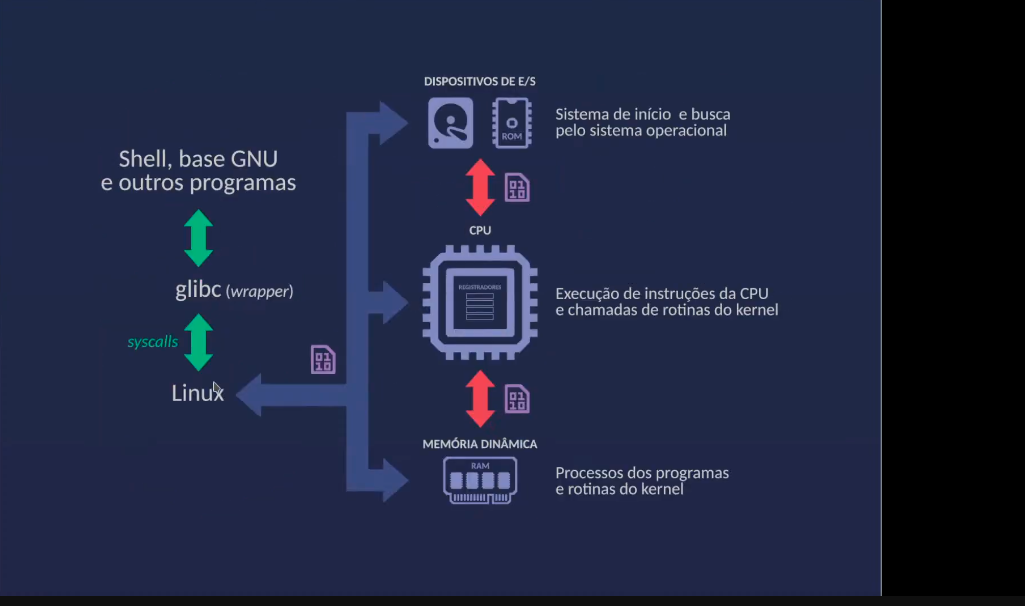 DISPOSITIVOS DE E/S
ROM
Sistema de início e busca
pelo sistema operacional
Shell, base GNU
e outros programas
CPU
glibc (wrapper)
REGISTRADORES
Execução de instruções da CPU
e chamadas de rotinas do kernel
syscalls
Linux
MEMÓRIA DINÂMICA
RAM
Processos dos programas
e rotinas do kernel
01
10
01
10
01
10